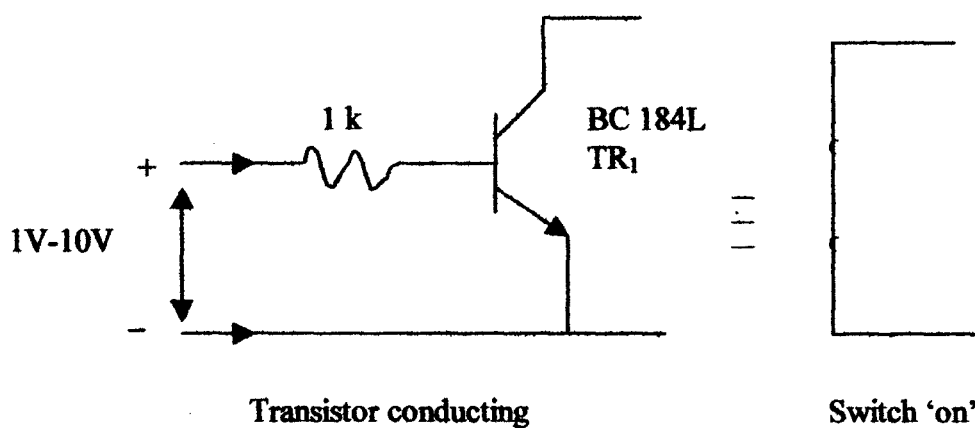 1 k
BC 184L
TR₁
+
1V-10V
−
Transistor conducting
Switch 'on'